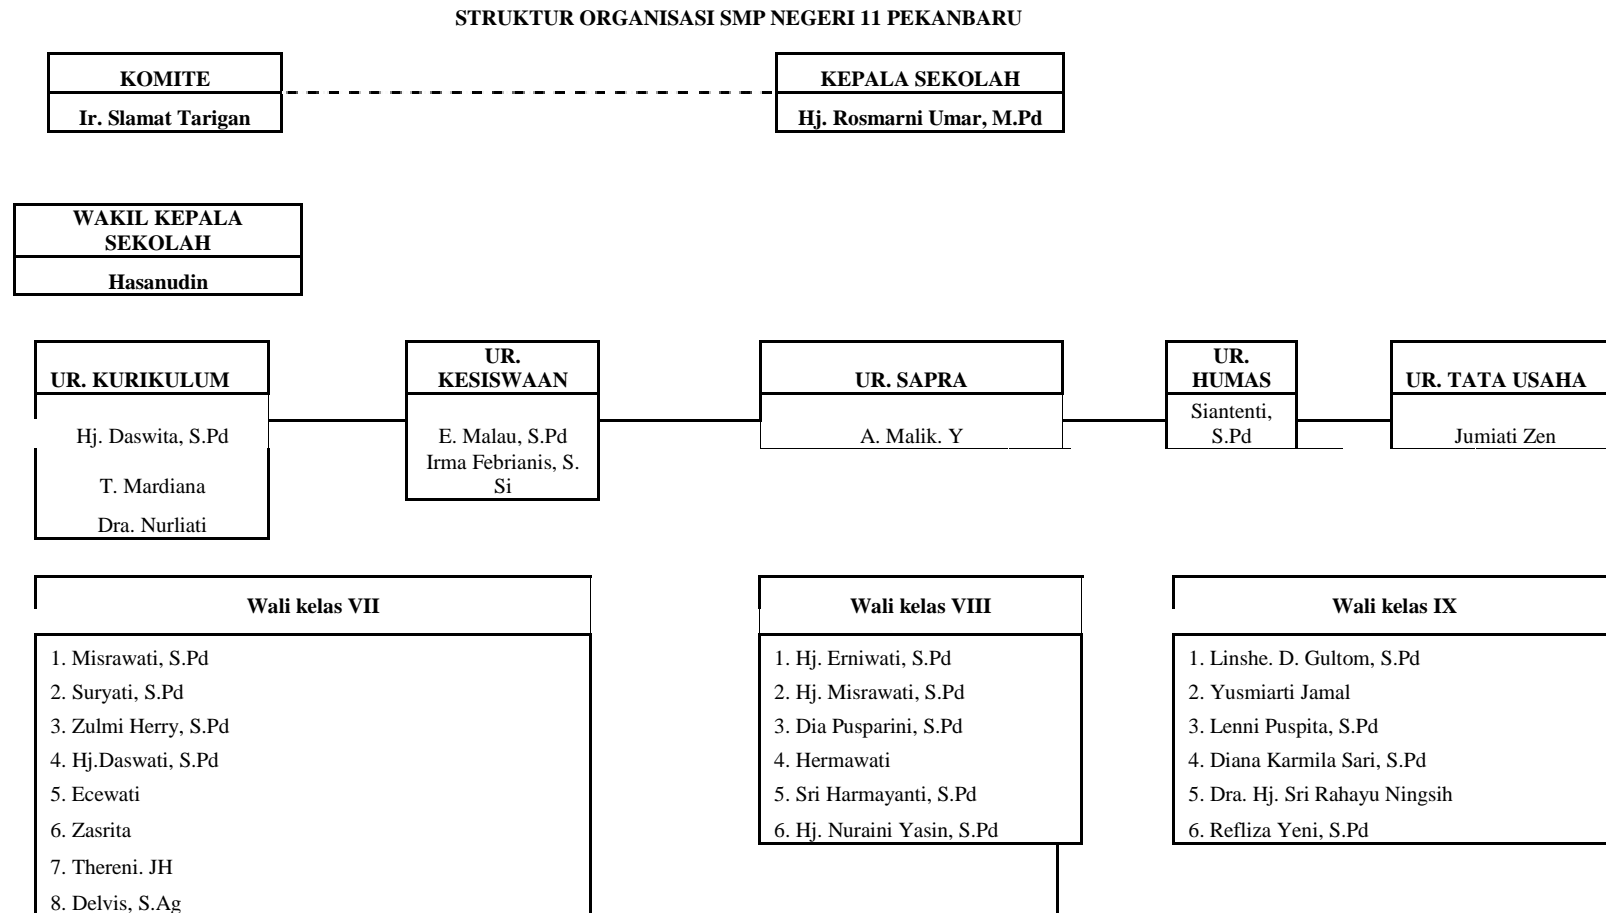 STRUKTUR ORGANISASI SMP NEGERI 11 PEKANBARU
KOMITE
Ir. Slamat Tarigan
KEPALA SEKOLAH
Hj. Rosmarni Umar, M.Pd
WAKIL KEPALA
SEKOLAH
Hasanudin
UR. KURIKULUM
Hj. Daswita, S.Pd
T. Mardiana
Dra. Nurliati
UR.
KESISWAAN
E. Malau, S.Pd
Irma Febrianis, S.
Si
UR. SAPRA
A. Malik. Y
UR.
HUMAS
Siantenti,
S.Pd
UR. TATA USAHA
Jumiati Zen
Wali kelas VII
1. Misrawati, S.Pd
2. Suryati, S.Pd
3. Zulmi Herry, S.Pd
4. Hj.Daswati, S.Pd
5. Ecewati
6. Zasrita
7. Thereni. JH
8. Delvis, S.Ag
Wali kelas VIII
1. Hj. Erniwati, S.Pd
2. Hj. Misrawati, S.Pd
3. Dia Pusparini, S.Pd
4. Hermawati
5. Sri Harmayanti, S.Pd
6. Hj. Nuraini Yasin, S.Pd
Wali kelas IX
1. Linshe. D. Gultom, S.Pd
2. Yusmiarti Jamal
3. Lenni Puspita, S.Pd
4. Diana Karmila Sari, S.Pd
5. Dra. Hj. Sri Rahayu Ningsih
6. Refliza Yeni, S.Pd